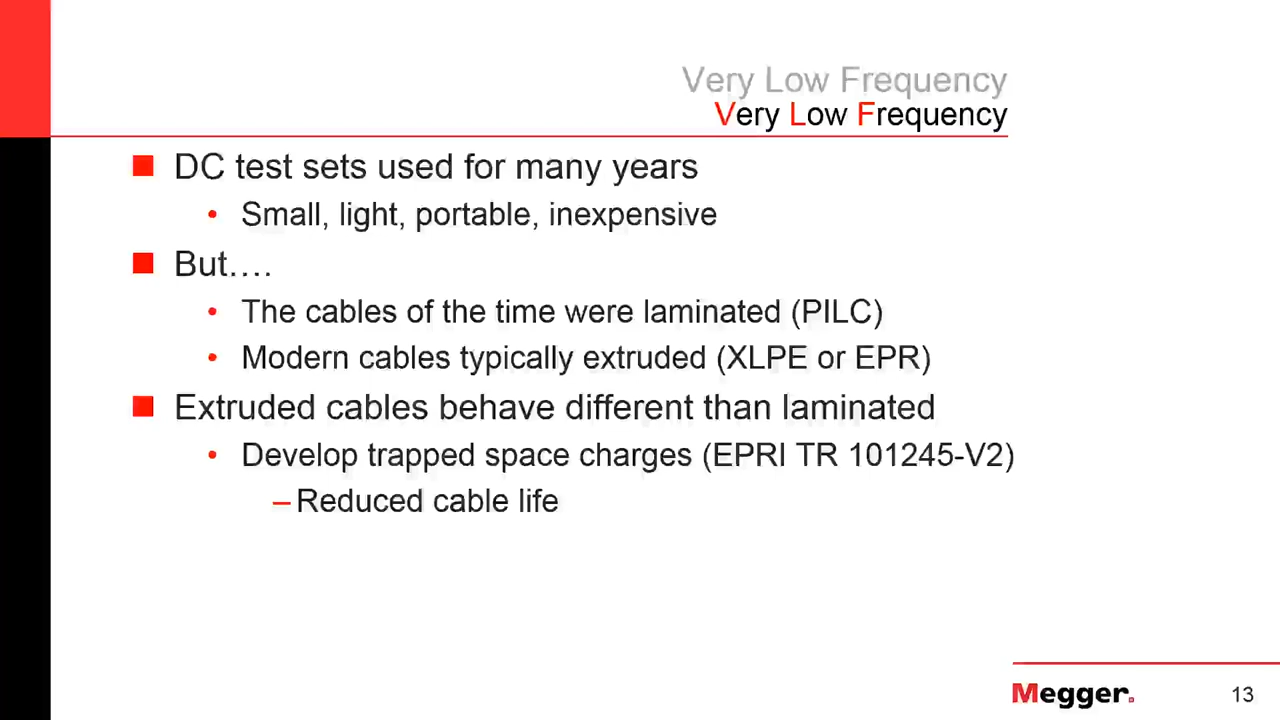 Very Low Frequency
Very Low Frequency
DC test sets used for many years
• Small, light, portable, inexpensive
But….
• The cables of the time were laminated (PILC)
• Modern cables typically extruded (XLPE or EPR)
Extruded cables behave different than laminated
• Develop trapped space charges (EPRI TR 101245-V2)
– Reduced cable life
Megger.
13